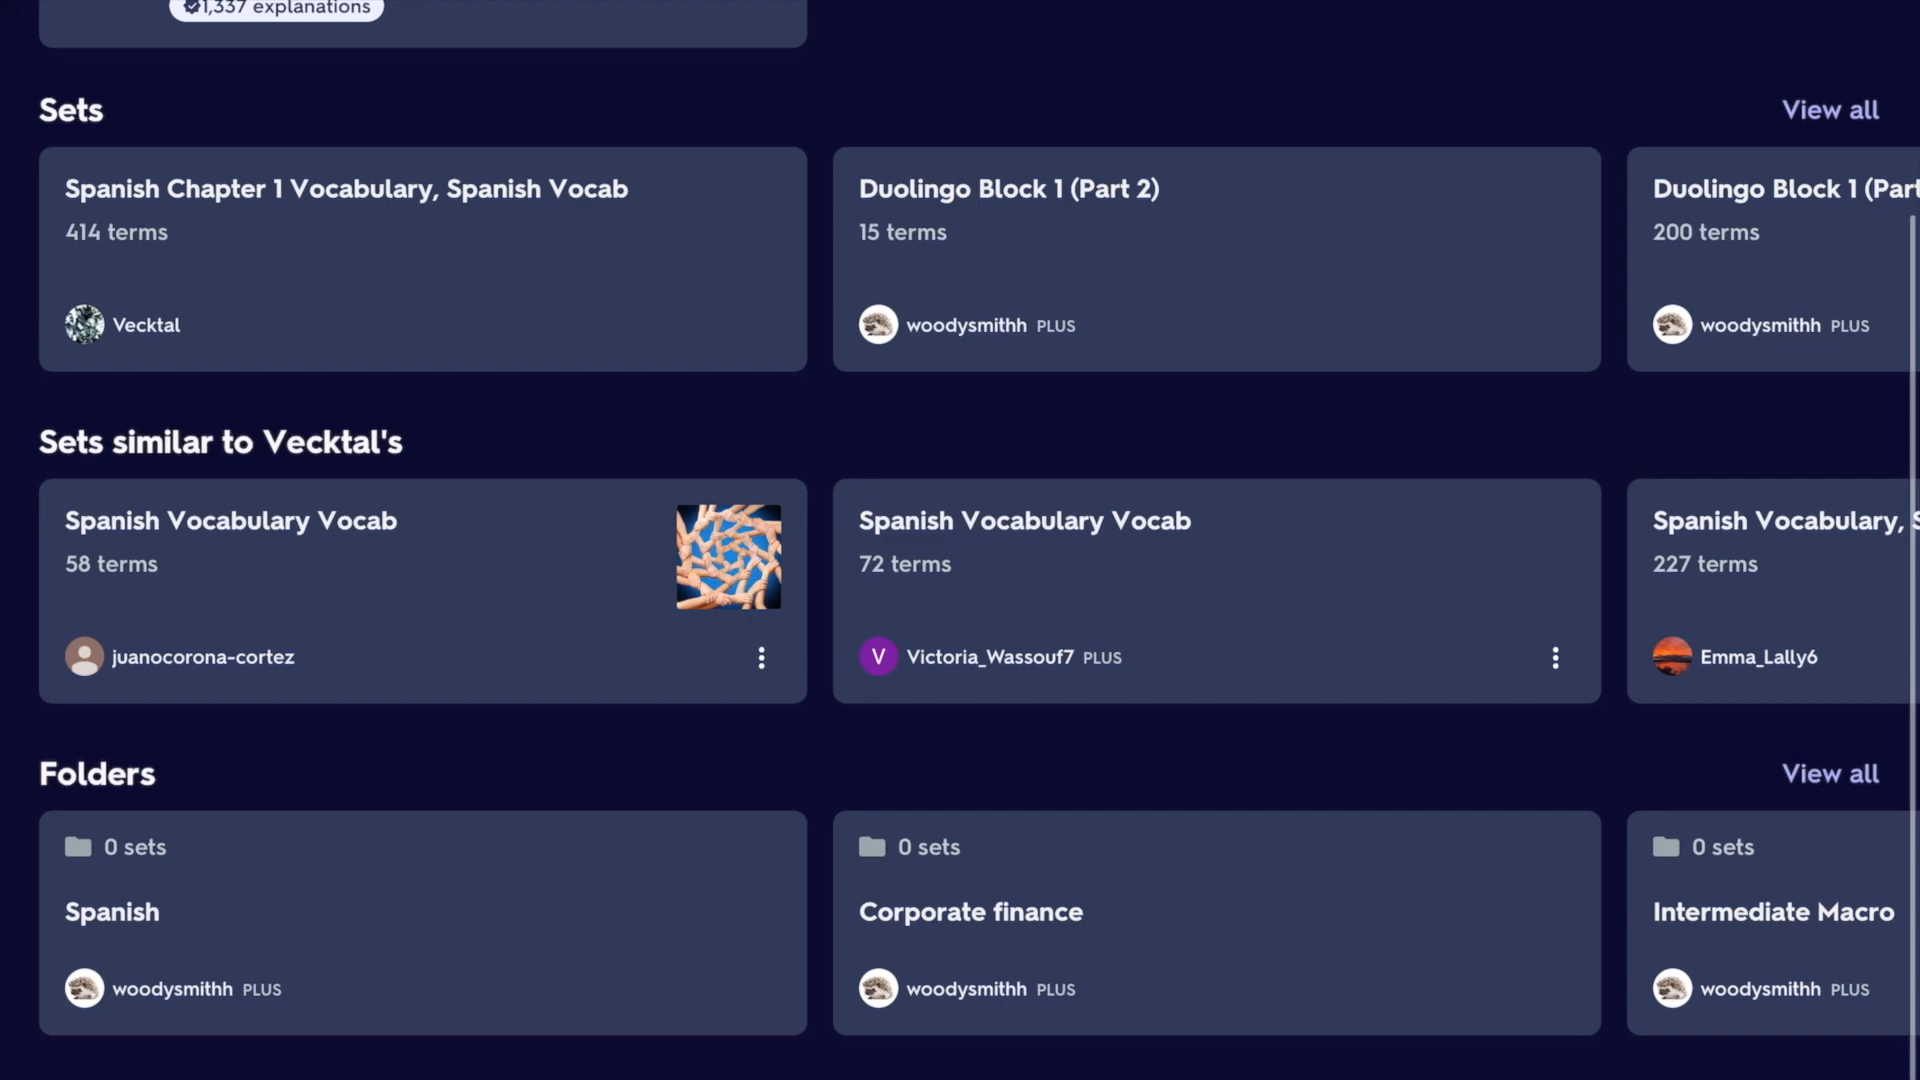 1,337 explanations
Sets
View all
Spanish Chapter 1 Vocabulary, Spanish Vocab
414 terms
Vecktal
Duolingo Block 1 (Part 2)
15 terms
woodysmithh PLUS
Duolingo Block 1 (Part
200 terms
woodysmithh PLUS
Sets similar to Vecktal's
Spanish Vocabulary Vocab
58 terms
juanocorona-cortez
Spanish Vocabulary Vocab
72 terms
V
Victoria_Wassouf7 PLUS
Spanish Vocabulary, S
227 terms
Emma_Lally6
Folders
View all
0 sets
Spanish
woodysmithh PLUS
0 sets
Corporate finance
woodysmithh PLUS
0 sets
Intermediate Macro
woodysmithh PLUS